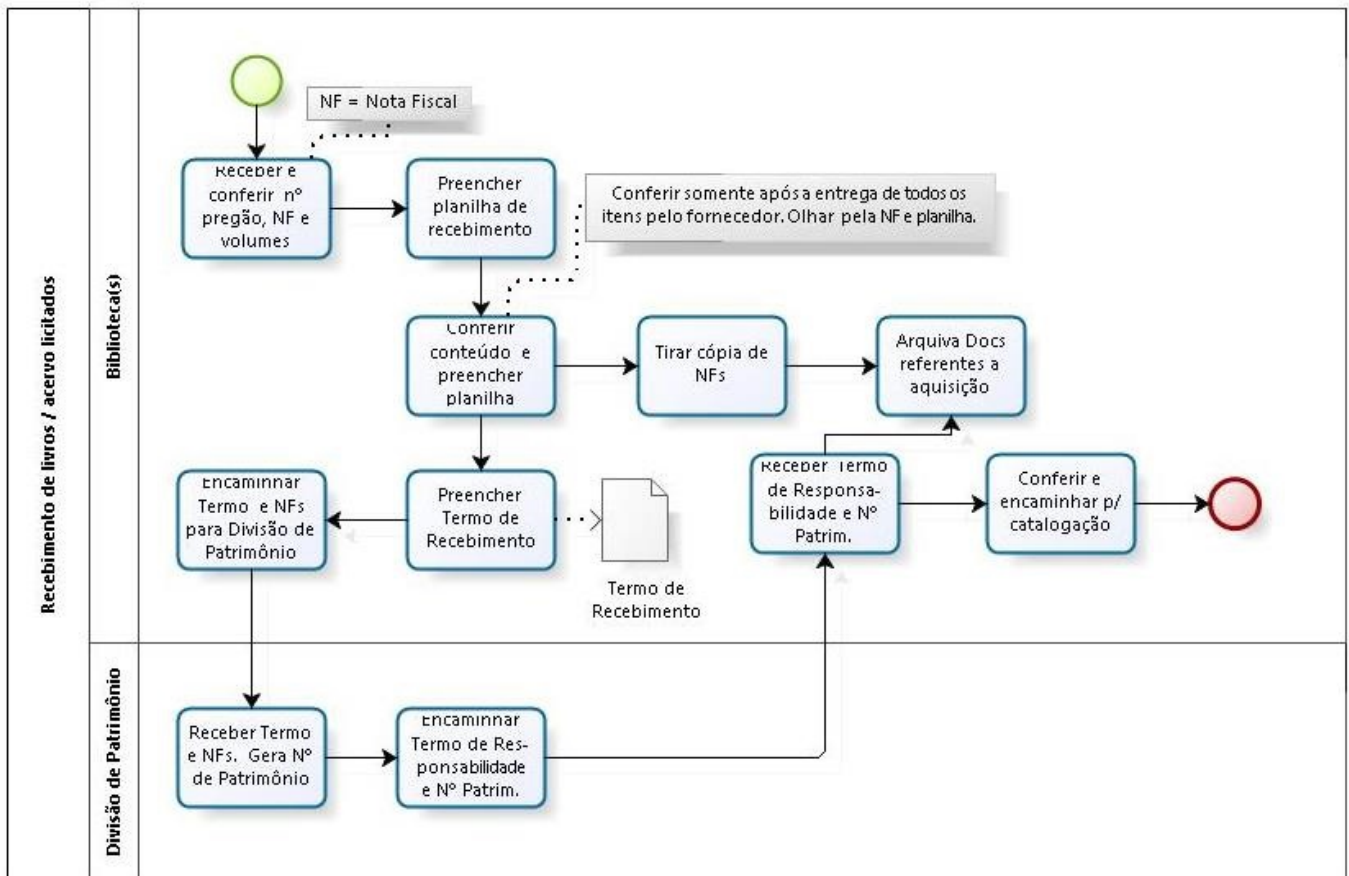 Recebimento de livros / acervo licitados
Biblioteca(s)
NF = Nota Fiscal
Receber e
conferir nº
pregão, NF e
volumes
Preencher
planilha de
recebimento
Conferir somente após a entrega de todos os
itens pelo fornecedor. Olhar pela NF e planilha.
Conferir
conteúdo e
preencher
planilha
Tirar cópia de
NFs
Arquiva Docs
referentes a
aquisição
Encaminhar
Termo e NFs
para Divisão de
Patrimônio
Preencher
Termo de
Recebimento
Termo de
Recebimento
Receber Termo
de Responsa-
bilidade e Nº
Patrim.
Conferir e
encaminhar p/
catalogação
Divisão de Patrimônio
Receber Termo
e NFs. Gera Nº
de Patrimônio
Encaminhar
Termo de Res-
ponsabilidade
e Nº Patrim.